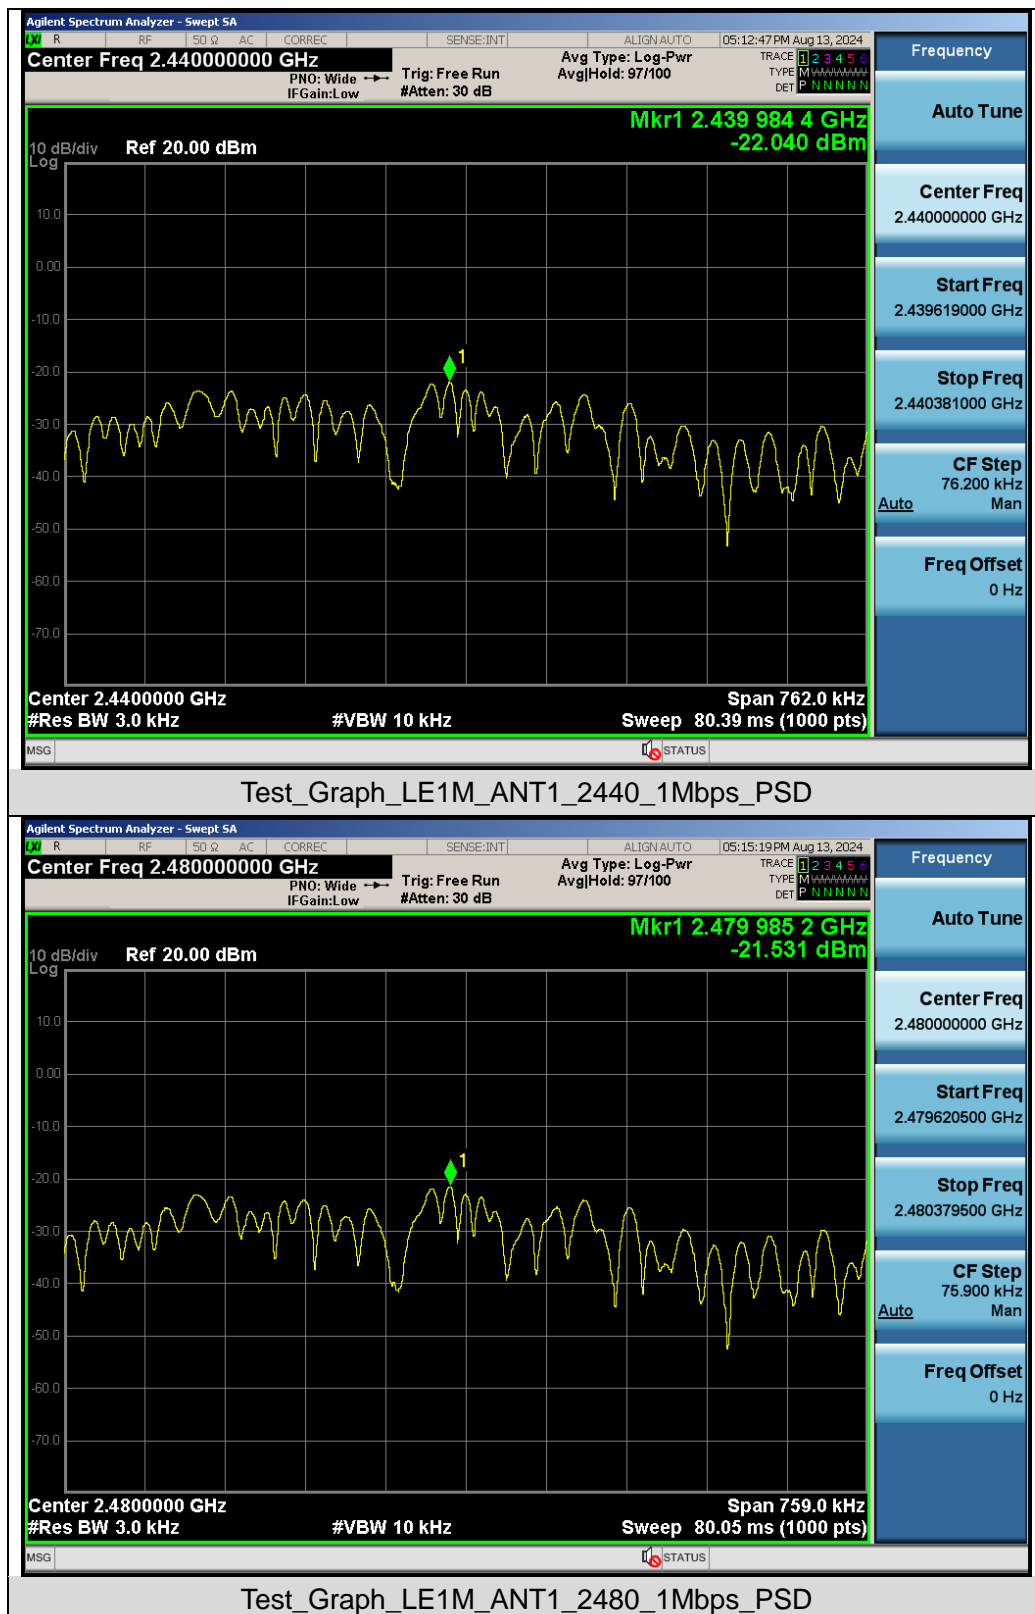 Agilent Spectrum Analyzer - Swept SA
LXI R RF 50 Ω AC CORREC SENSE:INT ALIGN AUTO 05:12:47 PM Aug 13, 2024
Center Freq 2.440000000 GHz
PNO: Wide
IFGain:Low
Trig: Free Run
#Atten: 30 dB
Avg Type: Log-Pwr
Avg|Hold: 97/100
TRACE 1 2 3 4 5 6
TYPE M W W W W W
DET P N N N N N
Mkr1 2.439 984 4 GHz
-22.040 dBm
10 dB/div Ref 20.00 dBm
Log
10.0
0.00
-10.0
-20.0
-30.0
-40.0
-50.0
-60.0
-70.0
1
Center 2.4400000 GHz Span 762.0 kHz
#Res BW 3.0 kHz #VBW 10 kHz Sweep 80.39 ms (1000 pts)
MSG STATUS
Frequency
Auto Tune
Center Freq
2.440000000 GHz
Start Freq
2.439619000 GHz
Stop Freq
2.440381000 GHz
CF Step
76.200 kHz
Auto Man
Freq Offset
0 Hz
Test_Graph_LE1M_ANT1_2440_1Mbps_PSD
Agilent Spectrum Analyzer - Swept SA
LXI R RF 50 Ω AC CORREC SENSE:INT ALIGN AUTO 05:15:19 PM Aug 13, 2024
Center Freq 2.480000000 GHz
PNO: Wide
IFGain:Low
Trig: Free Run
#Atten: 30 dB
Avg Type: Log-Pwr
Avg|Hold: 97/100
TRACE 1 2 3 4 5 6
TYPE M W W W W W
DET P N N N N N
Mkr1 2.479 985 2 GHz
-21.531 dBm
10 dB/div Ref 20.00 dBm
Log
10.0
0.00
-10.0
-20.0
-30.0
-40.0
-50.0
-60.0
-70.0
1
Center 2.4800000 GHz Span 759.0 kHz
#Res BW 3.0 kHz #VBW 10 kHz Sweep 80.05 ms (1000 pts)
MSG STATUS
Frequency
Auto Tune
Center Freq
2.480000000 GHz
Start Freq
2.479620500 GHz
Stop Freq
2.480379500 GHz
CF Step
75.900 kHz
Auto Man
Freq Offset
0 Hz
Test_Graph_LE1M_ANT1_2480_1Mbps_PSD